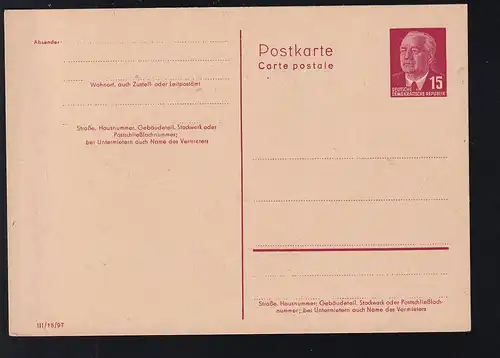 Absender:
Wohnort, auch Zustell- oder Leitpostamt
Straße, Hausnummer, Gebäudeteil, Stockwerk oder
Postschließfachnummer;
bei Untermietern auch Name des Vermieters
III/18/97
Postkarte
Carte postale
15
DEUTSCHE
DEMOKRATISCHE REPUBLIK
Straße, Hausnummer, Gebäudeteil, Stockwerk oder Postschließfach-
nummer; bei Untermietern auch Name des Vermieters